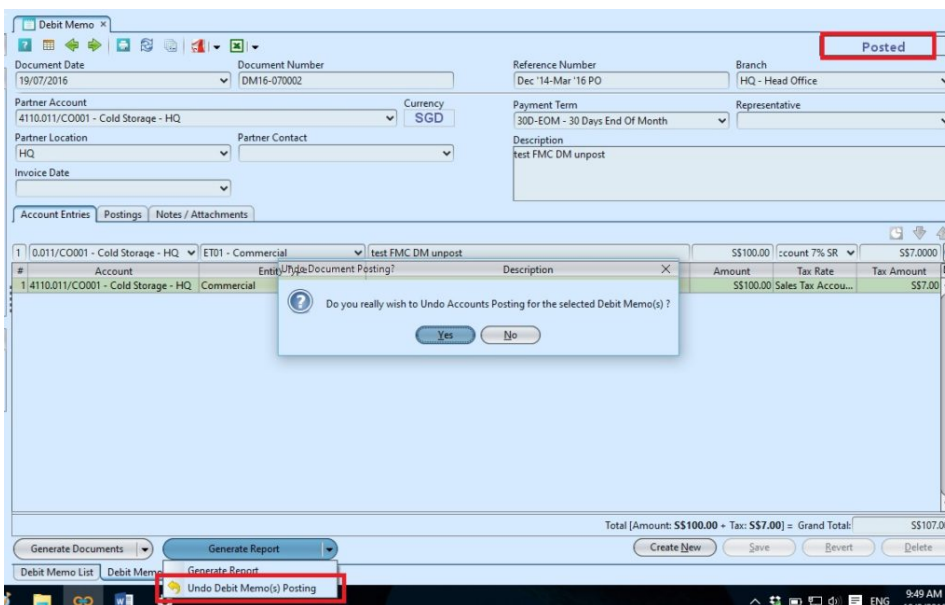 Debit Memo ×
Posted
Document Date Document Number Reference Number Branch
19/07/2016 DM16-070002 Dec '14-Mar '16 PO HQ - Head Office
Partner Account Currency Payment Term Representative
4110.011/CO001 - Cold Storage - HQ SGD 30D-EOM - 30 Days End Of Month
Partner Location Partner Contact Description
HQ test FMC DM unpost
Invoice Date
Account Entries Postings Notes / Attachments
1 0.011/CO001 - Cold Storage - HQ ET01 - Commercial test FMC DM unpost S$100.00 ccount 7% SR S$7.0000
# Account Description Amount Tax Rate Tax Amount
Undo Document Posting? ×
1 4110.011/CO001 - Cold Storage - HQ Commercial S$100.00 Sales Tax Accou... S$7.00
Do you really wish to Undo Accounts Posting for the selected Debit Memo(s) ?
Yes No
Total [Amount: S$100.00 + Tax: S$7.00] = Grand Total: S$107.0
Generate Documents Generate Report Create New Save Revert Delete
Debit Memo List Debit Mem Generate Report
Undo Debit Memo(s) Posting
ENG 9:49 AM